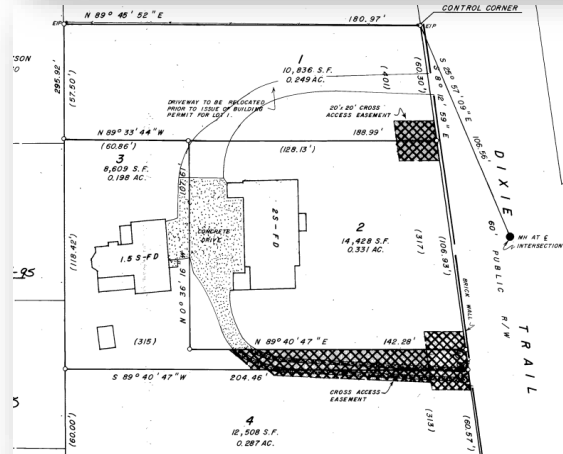 CONTROL CORNER
N 89° 45' 52" E
180.97'
EIP
EIP
295.92'
(57.50')
1
10,836 S.F.
0.249 AC.
(401)
(60.30')
S 8° 12' 59" E
S 25° 57' 09" E
106.56'
DRIVEWAY TO BE RELOCATED
PRIOR TO ISSUE OF BUILDING
PERMIT FOR LOT 1.
20'x 20' CROSS
ACCESS EASEMENT
N 89° 33' 44" W
188.99'
(60.86')
(128.13')
3
8,609 S.F.
0.198 AC.
107.61'
DIXIE
TRAIL
60' PUBLIC R/W
MH AT ₵
INTERSECTION
CONCRETE
DRIVE
2 S - F D
2
14,428 S.F.
0.331 AC.
(317)
(106.93')
1.5 S-FD
(118.42')
N 0° 36' 16" W
-95
BRICK WALL
(315)
N 89° 40' 47" E
142.28'
S 89° 40' 47" W
204.46'
CROSS ACCESS
EASEMENT
4
12,508 S.F.
0.287 AC.
(60.00')
(313)
(60.57')